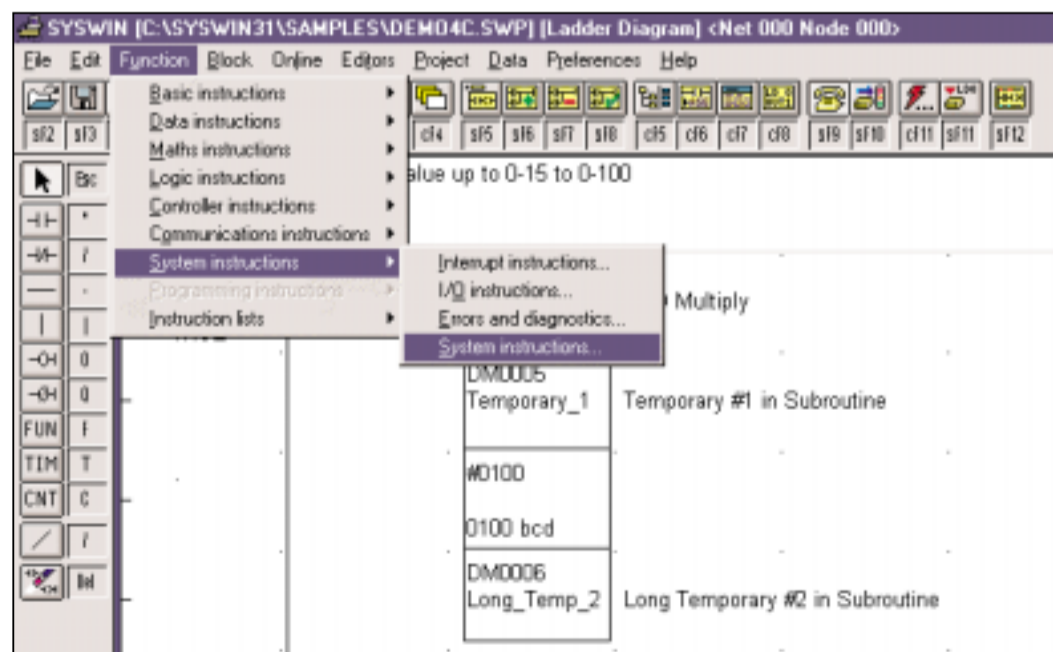 SYSWIN [C:\SYSWIN31\SAMPLES\DEMO4C.SWP] [Ladder Diagram] <Net 000 Node 000>
File Edit Function Block Online Editors Project Data Preferences Help
Basic instructions
Data instructions
Maths instructions
Logic instructions
Controller instructions
Communications instructions
System instructions
Programming instructions
Instruction lists
Interrupt instructions...
I/O instructions...
Errors and diagnostics...
System instructions...
sf2 sf3 cf4 sf5 sf6 sf7 sf8 cf5 cf6 cf7 cf8 sf9 sf10 cf11 sf11 sf12
Esc
FUN F
TIM T
CNT C
Del
alue up to 0-15 to 0-100
Multiply
DM0005
Temporary_1 Temporary #1 in Subroutine
#0100
0100 bcd
DM0006
Long_Temp_2 Long Temporary #2 in Subroutine